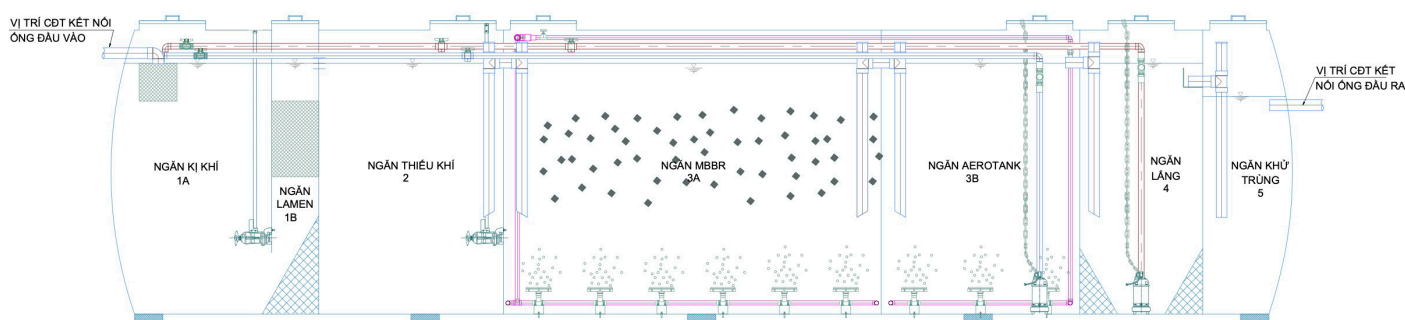 VỊ TRÍ CĐT KẾT NỐI
ỐNG ĐẦU VÀO
VỊ TRÍ CĐT KẾT
NỐI ỐNG ĐẦU RA
NGĂN KỊ KHÍ
1A
NGĂN
LAMEN
1B
NGĂN THIẾU KHÍ
2
NGĂN MBBR
3A
NGĂN AEROTANK
3B
NGĂN
LẮNG
4
NGĂN KHỬ
TRÙNG
5